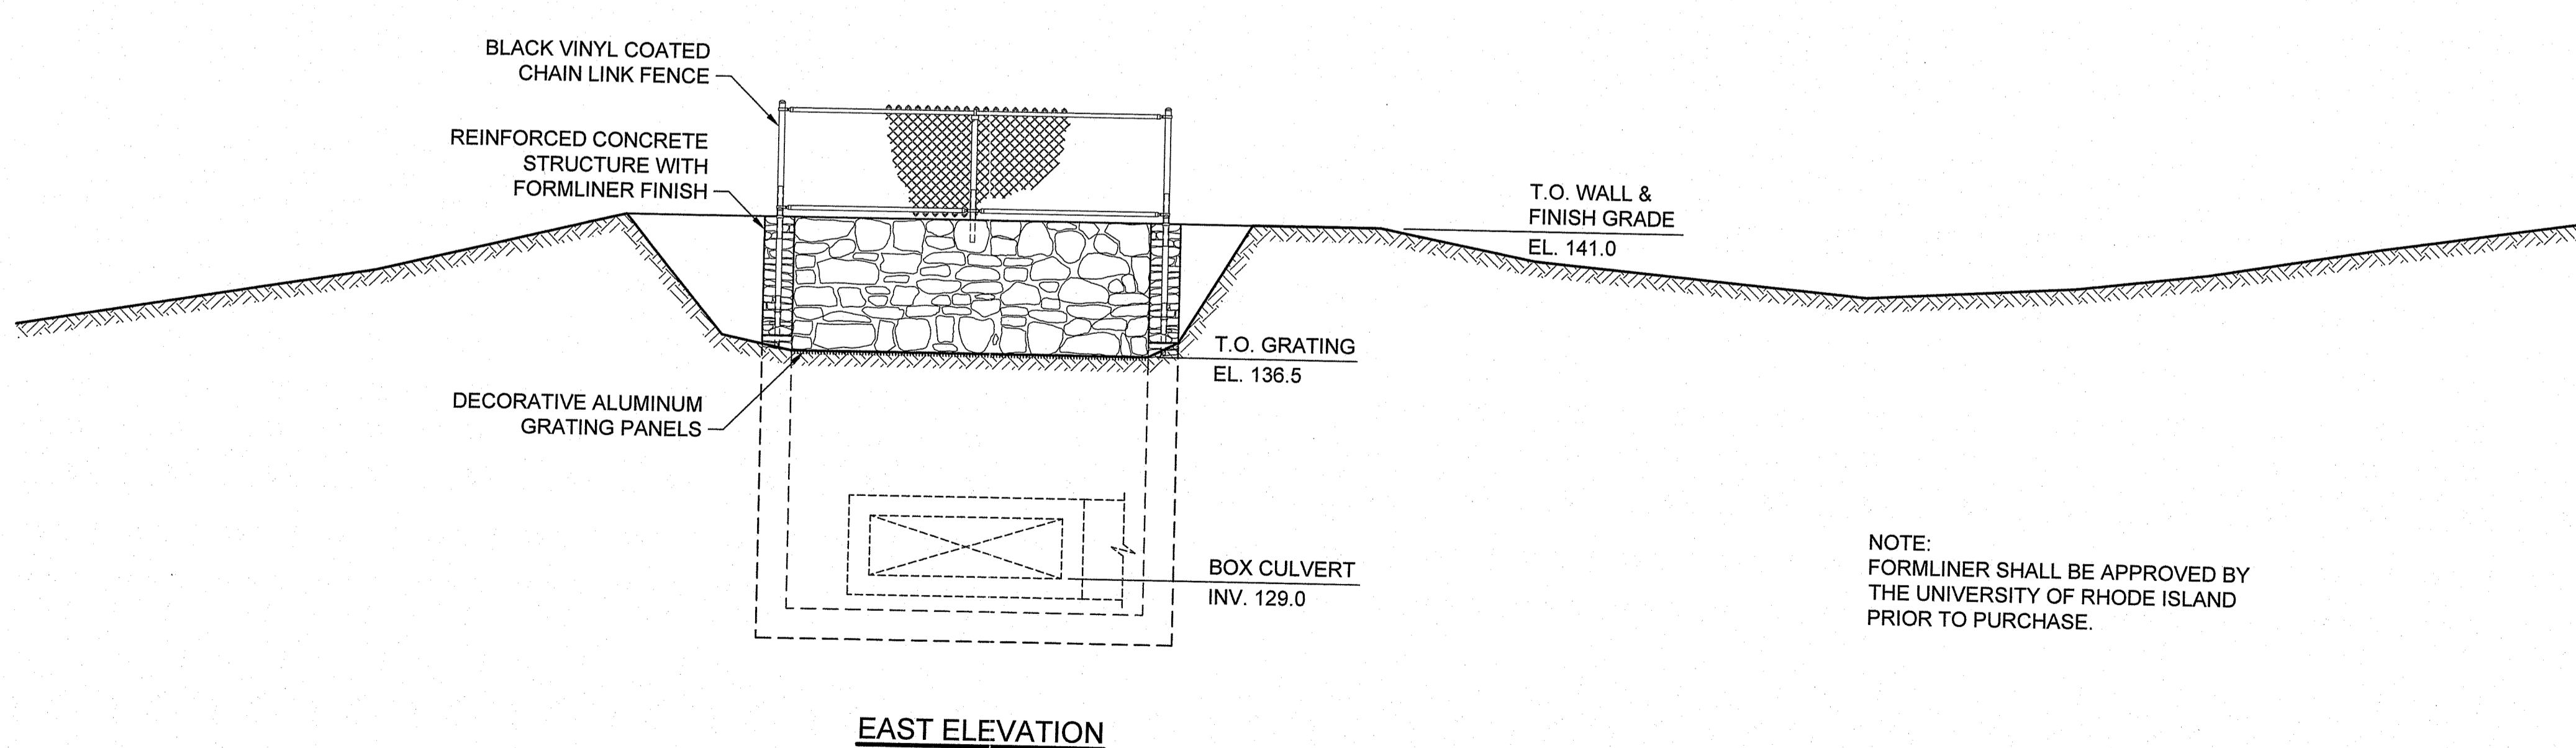 BLACK VINYL COATED
CHAIN LINK FENCE
REINFORCED CONCRETE
STRUCTURE WITH
FORMLINER FINISH
T.O. WALL &
FINISH GRADE
EL. 141.0
T.O. GRATING
EL. 136.5
DECORATIVE ALUMINUM
GRATING PANELS
BOX CULVERT
INV. 129.0
NOTE:
FORMLINER SHALL BE APPROVED BY
THE UNIVERSITY OF RHODE ISLAND
PRIOR TO PURCHASE.
EAST ELEVATION